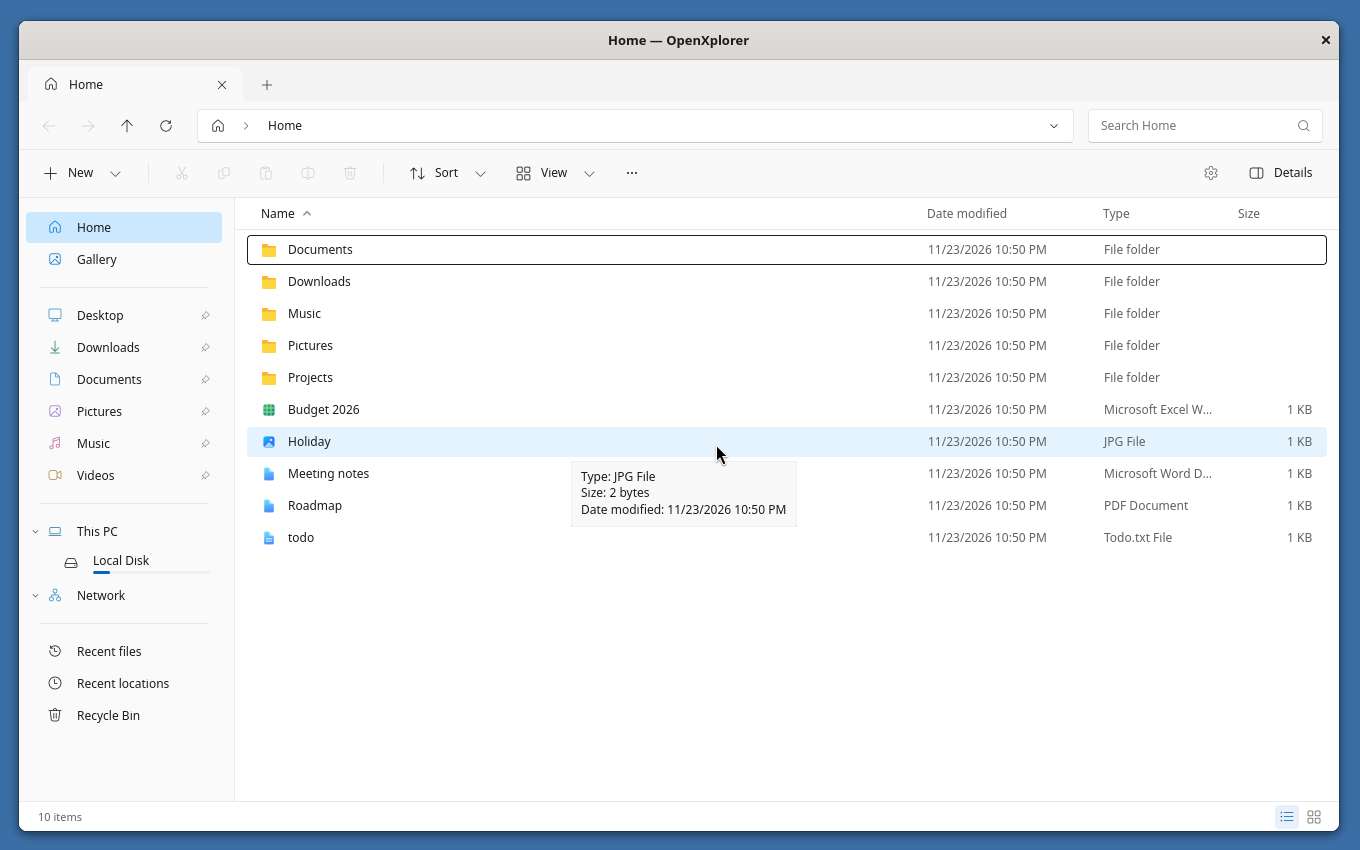 Home — OpenXplorer
Home
Home
Search Home
New
Sort
View
Details
Name
Date modified
Type
Size
Home
Gallery
Desktop
Downloads
Documents
Pictures
Music
Videos
This PC
Local Disk
Network
Recent files
Recent locations
Recycle Bin
Documents 11/23/2026 10:50 PM File folder
Downloads 11/23/2026 10:50 PM File folder
Music 11/23/2026 10:50 PM File folder
Pictures 11/23/2026 10:50 PM File folder
Projects 11/23/2026 10:50 PM File folder
Budget 2026 11/23/2026 10:50 PM Microsoft Excel W... 1 KB
Holiday 11/23/2026 10:50 PM JPG File 1 KB
Meeting notes 11/23/2026 10:50 PM Microsoft Word D... 1 KB
Roadmap 11/23/2026 10:50 PM PDF Document 1 KB
todo 11/23/2026 10:50 PM Todo.txt File 1 KB
Type: JPG File
Size: 2 bytes
Date modified: 11/23/2026 10:50 PM
10 items